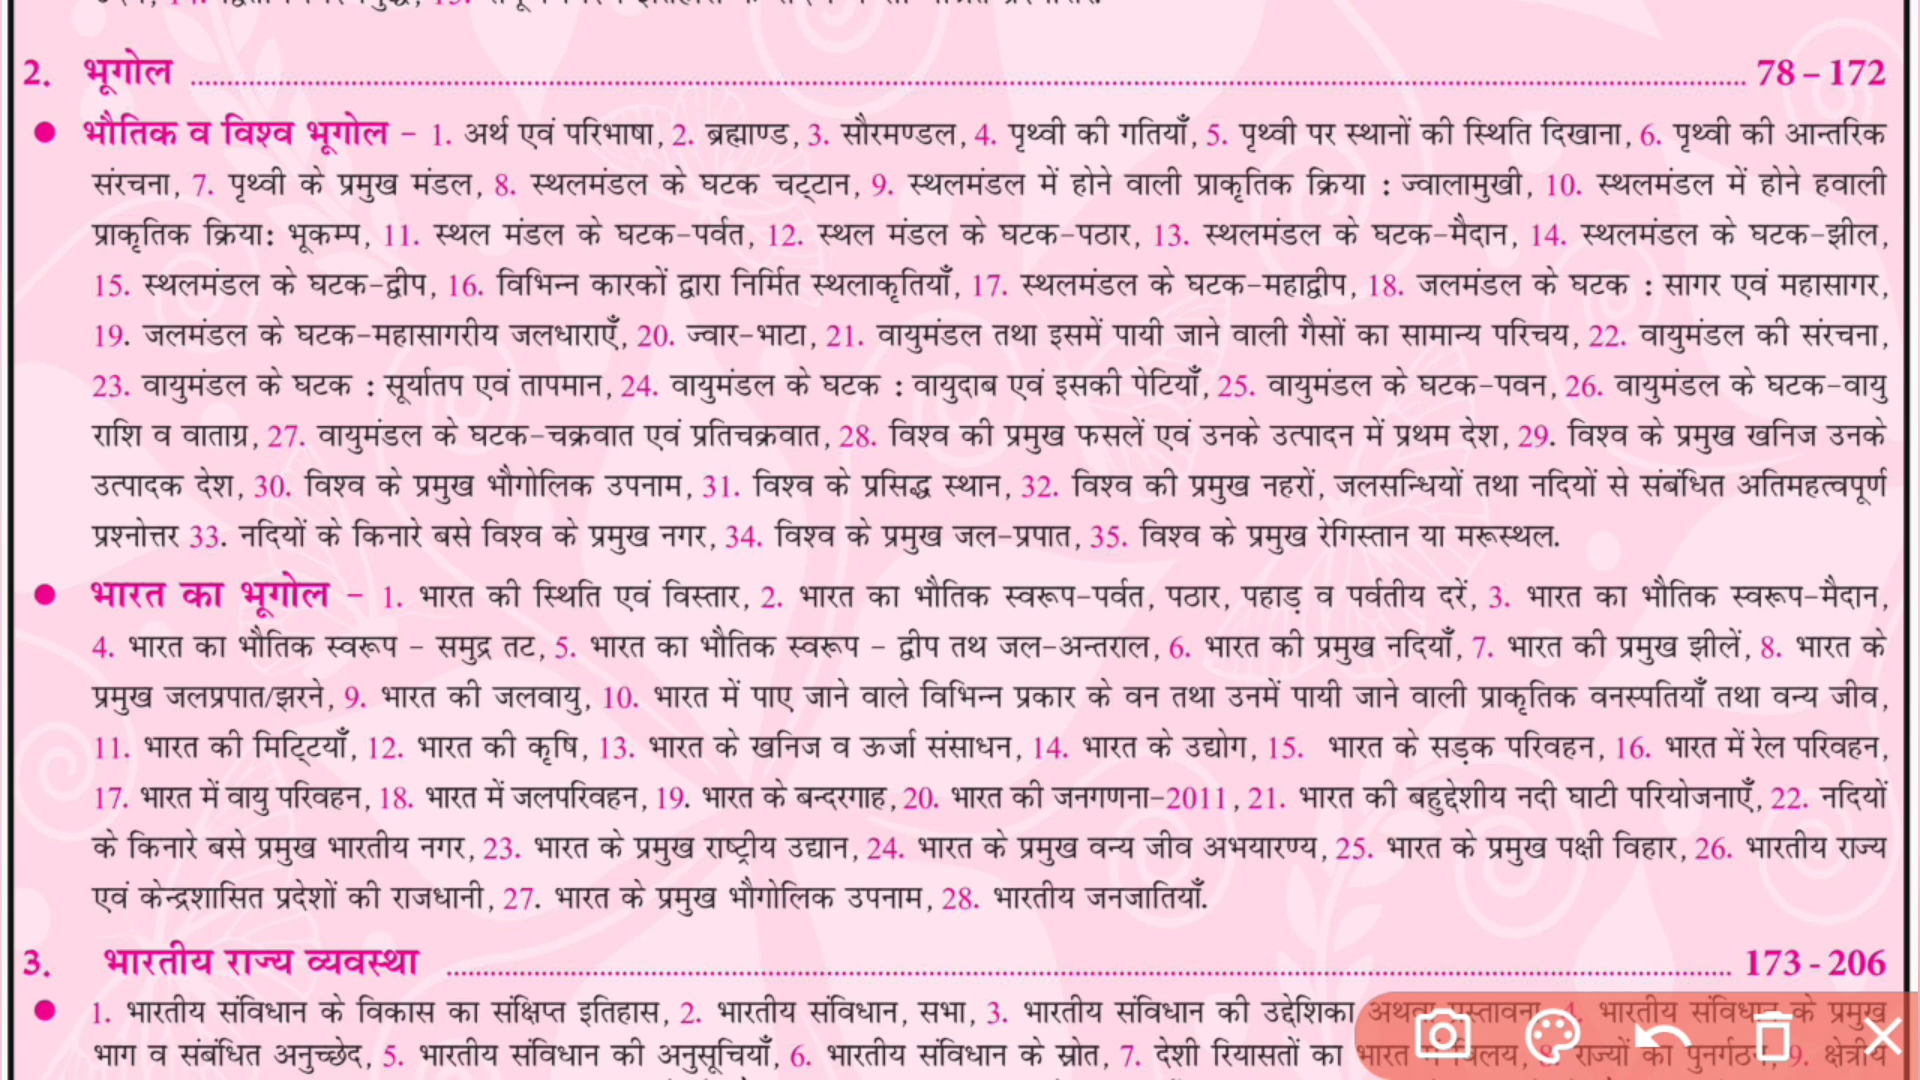 2. भूगोल 78 – 172
● भौतिक व विश्व भूगोल – 1. अर्थ एवं परिभाषा, 2. ब्रह्माण्ड, 3. सौरमण्डल, 4. पृथ्वी की गतियाँ, 5. पृथ्वी पर स्थानों की स्थिति दिखाना, 6. पृथ्वी की आन्तरिक
संरचना, 7. पृथ्वी के प्रमुख मंडल, 8. स्थलमंडल के घटक चट्टान, 9. स्थलमंडल में होने वाली प्राकृतिक क्रिया : ज्वालामुखी, 10. स्थलमंडल में होने हवाली
प्राकृतिक क्रिया: भूकम्प, 11. स्थल मंडल के घटक-पर्वत, 12. स्थल मंडल के घटक-पठार, 13. स्थलमंडल के घटक-मैदान, 14. स्थलमंडल के घटक-झील,
15. स्थलमंडल के घटक-द्वीप, 16. विभिन्न कारकों द्वारा निर्मित स्थलाकृतियाँ, 17. स्थलमंडल के घटक-महाद्वीप, 18. जलमंडल के घटक : सागर एवं महासागर,
19. जलमंडल के घटक-महासागरीय जलधाराएँ, 20. ज्वार-भाटा, 21. वायुमंडल तथा इसमें पायी जाने वाली गैसों का सामान्य परिचय, 22. वायुमंडल की संरचना,
23. वायुमंडल के घटक : सूर्यातप एवं तापमान, 24. वायुमंडल के घटक : वायुदाब एवं इसकी पेटियाँ, 25. वायुमंडल के घटक-पवन, 26. वायुमंडल के घटक-वायु
राशि व वाताग्र, 27. वायुमंडल के घटक-चक्रवात एवं प्रतिचक्रवात, 28. विश्व की प्रमुख फसलें एवं उनके उत्पादन में प्रथम देश, 29. विश्व के प्रमुख खनिज उनके
उत्पादक देश, 30. विश्व के प्रमुख भौगोलिक उपनाम, 31. विश्व के प्रसिद्ध स्थान, 32. विश्व की प्रमुख नहरों, जलसन्धियों तथा नदियों से संबंधित अतिमहत्वपूर्ण
प्रश्नोत्तर 33. नदियों के किनारे बसे विश्व के प्रमुख नगर, 34. विश्व के प्रमुख जल-प्रपात, 35. विश्व के प्रमुख रेगिस्तान या मरूस्थल.
● भारत का भूगोल – 1. भारत की स्थिति एवं विस्तार, 2. भारत का भौतिक स्वरूप-पर्वत, पठार, पहाड़ व पर्वतीय दरें, 3. भारत का भौतिक स्वरूप-मैदान,
4. भारत का भौतिक स्वरूप – समुद्र तट, 5. भारत का भौतिक स्वरूप – द्वीप तथ जल-अन्तराल, 6. भारत की प्रमुख नदियाँ, 7. भारत की प्रमुख झीलें, 8. भारत के
प्रमुख जलप्रपात/झरने, 9. भारत की जलवायु, 10. भारत में पाए जाने वाले विभिन्न प्रकार के वन तथा उनमें पायी जाने वाली प्राकृतिक वनस्पतियाँ तथा वन्य जीव,
11. भारत की मिट्टियाँ, 12. भारत की कृषि, 13. भारत के खनिज व ऊर्जा संसाधन, 14. भारत के उद्योग, 15. भारत के सड़क परिवहन, 16. भारत में रेल परिवहन,
17. भारत में वायु परिवहन, 18. भारत में जलपरिवहन, 19. भारत के बन्दरगाह, 20. भारत की जनगणना-2011, 21. भारत की बहुद्देशीय नदी घाटी परियोजनाएँ, 22. नदियों
के किनारे बसे प्रमुख भारतीय नगर, 23. भारत के प्रमुख राष्ट्रीय उद्यान, 24. भारत के प्रमुख वन्य जीव अभयारण्य, 25. भारत के प्रमुख पक्षी विहार, 26. भारतीय राज्य
एवं केन्द्रशासित प्रदेशों की राजधानी, 27. भारत के प्रमुख भौगोलिक उपनाम, 28. भारतीय जनजातियाँ.
3. भारतीय राज्य व्यवस्था 173 - 206
● 1. भारतीय संविधान के विकास का संक्षिप्त इतिहास, 2. भारतीय संविधान, सभा, 3. भारतीय संविधान की उद्देशिका अथवा प्रस्तावना 4. भारतीय संविधान के प्रमुख
भाग व संबंधित अनुच्छेद, 5. भारतीय संविधान की अनुसूचियाँ, 6. भारतीय संविधान के स्रोत, 7. देशी रियासतों का भारत में विलय, 8. राज्यों का पुनर्गठन, 9. क्षेत्रीय